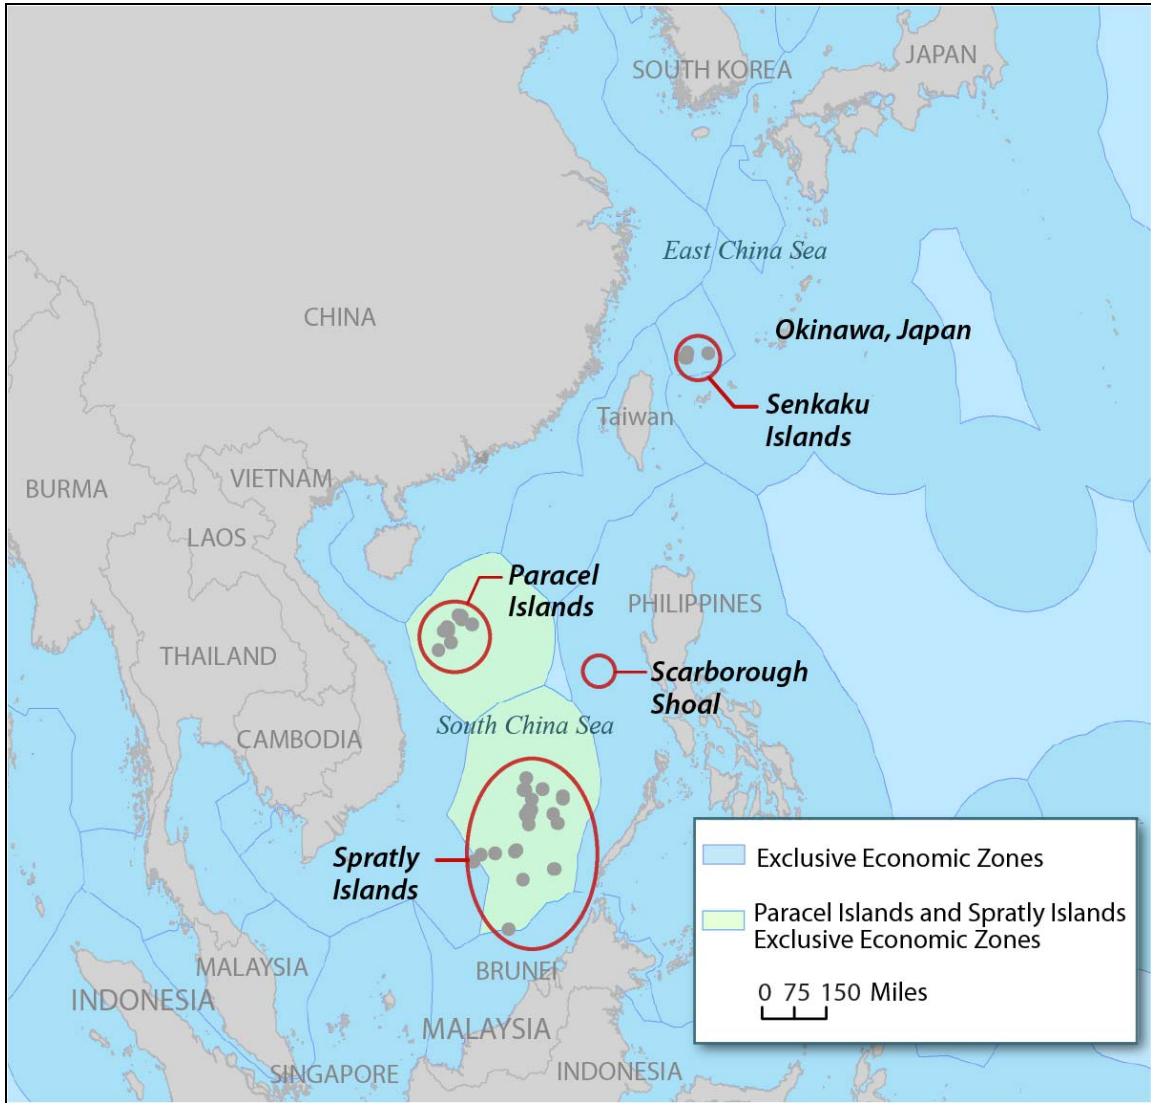 SOUTH KOREA
JAPAN
East China Sea
CHINA
Okinawa, Japan
Senkaku
Islands
Taiwan
VIETNAM
BURMA
LAOS
Paracel
Islands
PHILIPPINES
THAILAND
Scarborough
Shoal
South China Sea
CAMBODIA
Spratly
Islands
Exclusive Economic Zones
Paracel Islands and Spratly Islands
Exclusive Economic Zones
0 75 150 Miles
MALAYSIA
BRUNEI
INDONESIA
MALAYSIA
SINGAPORE
INDONESIA